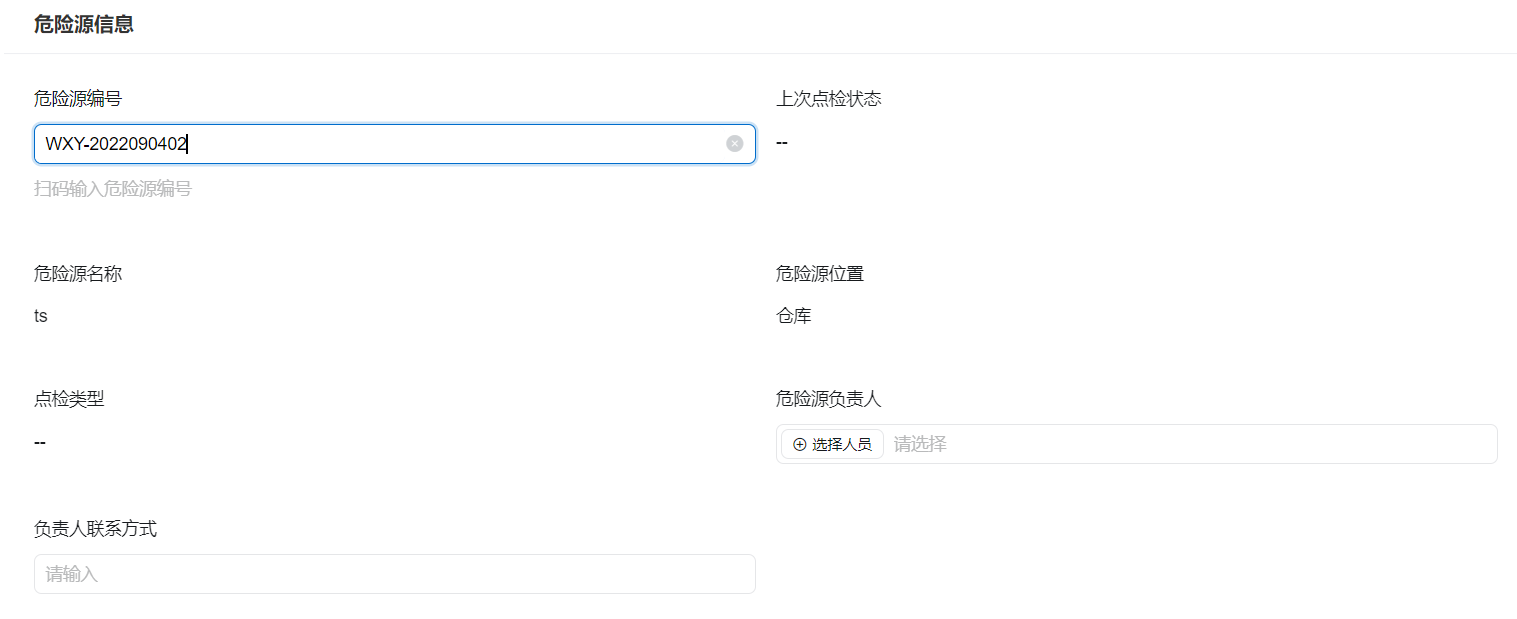 危险源信息
危险源编号
上次点检状态
WXY-2022090402
--
扫码输入危险源编号
危险源名称
危险源位置
ts
仓库
点检类型
危险源负责人
--
选择人员 请选择
负责人联系方式
请输入